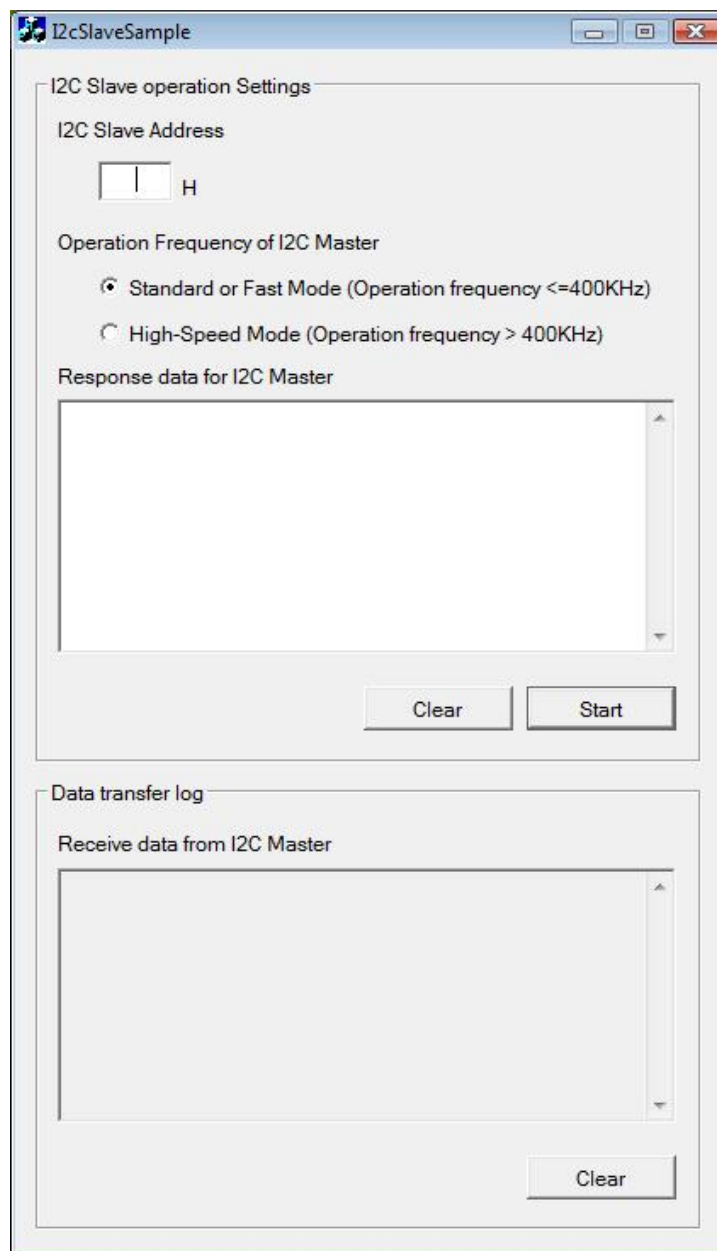 I2cSlaveSample
I2C Slave operation Settings
I2C Slave Address
H
Operation Frequency of I2C Master
Standard or Fast Mode (Operation frequency <=400KHz)
High-Speed Mode (Operation frequency > 400KHz)
Response data for I2C Master
Clear Start
Data transfer log
Receive data from I2C Master
Clear